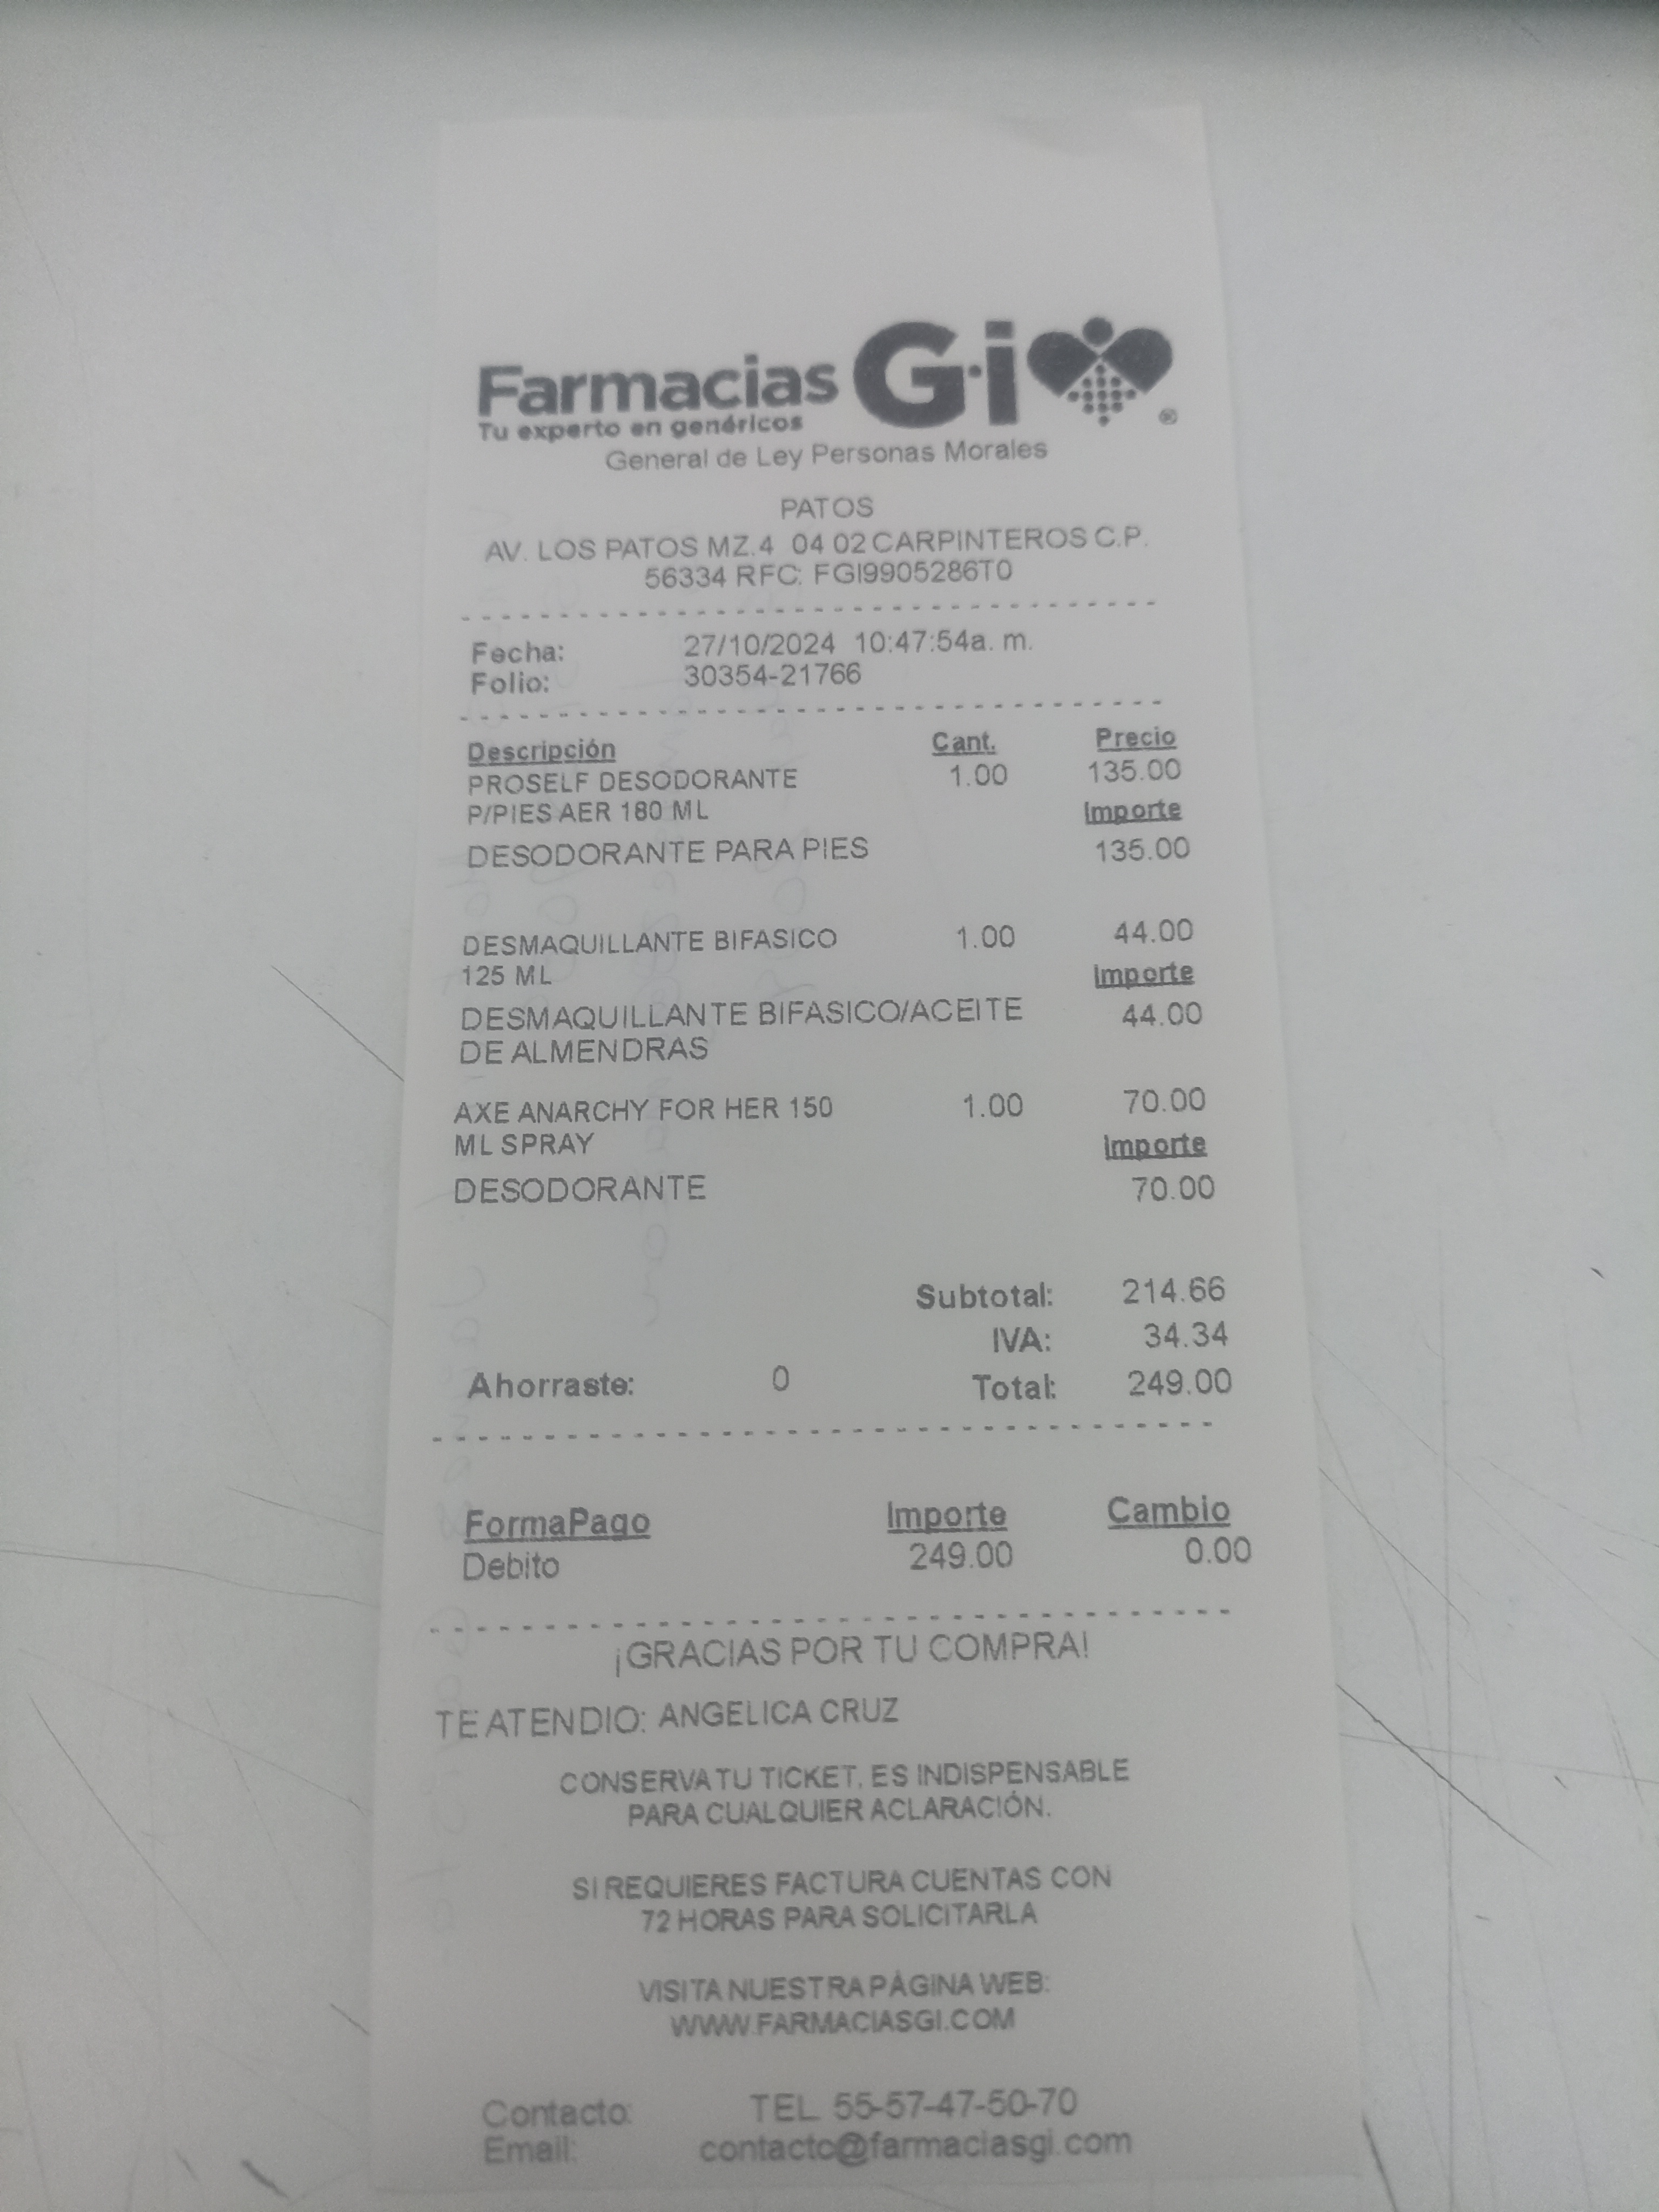 Farmacias G·i ®
Tu experto en genéricos
General de Ley Personas Morales
PATOS
AV. LOS PATOS MZ.4 04 02 CARPINTEROS C.P.
56334 RFC: FGI9905286T0
Fecha: 27/10/2024 10:47:54a. m.
Folio: 30354-21766
Descripción Cant. Precio
PROSELF DESODORANTE 1.00 135.00
P/PIES AER 180 ML Importe
DESODORANTE PARA PIES 135.00
DESMAQUILLANTE BIFASICO 1.00 44.00
125 ML Importe
DESMAQUILLANTE BIFASICO/ACEITE 44.00
DE ALMENDRAS
AXE ANARCHY FOR HER 150 1.00 70.00
ML SPRAY Importe
DESODORANTE 70.00
Subtotal: 214.66
IVA: 34.34
Ahorraste: 0 Total: 249.00
FormaPago Importe Cambio
Debito 249.00 0.00
¡GRACIAS POR TU COMPRA!
TE ATENDIO: ANGELICA CRUZ
CONSERVA TU TICKET, ES INDISPENSABLE
PARA CUALQUIER ACLARACIÓN.
SI REQUIERES FACTURA CUENTAS CON
72 HORAS PARA SOLICITARLA
VISITA NUESTRA PÁGINA WEB:
WWW.FARMACIASGI.COM
Contacto: TEL 55-57-47-50-70
Email: contacto@farmaciasgi.com